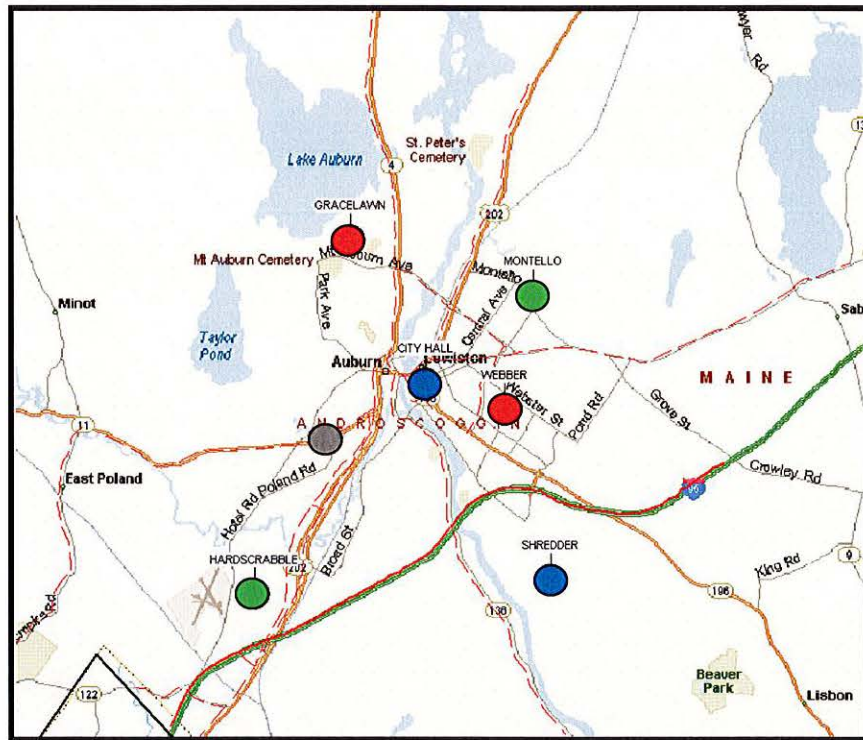 Rd
Lake Auburn
St. Peter's
Cemetery
4
202
GRACELAWN
Mt Auburn Cemetery
MONTELLO
Montello
Central Ave
Park Ave
Minot
Taylor
Pond
CITY HALL
Auburn
Lewiston
WEBBER
MAINE
Webster St
Pond Rd
Grove St
11
ANDROSCOGGIN
East Poland
Hotel Rd
Poland Rd
95
Crowley Rd
HARDSCRABBLE
202
Broad St
SHREDDER
King Rd
9
196
136
122
Beaver
Park
Lisbon